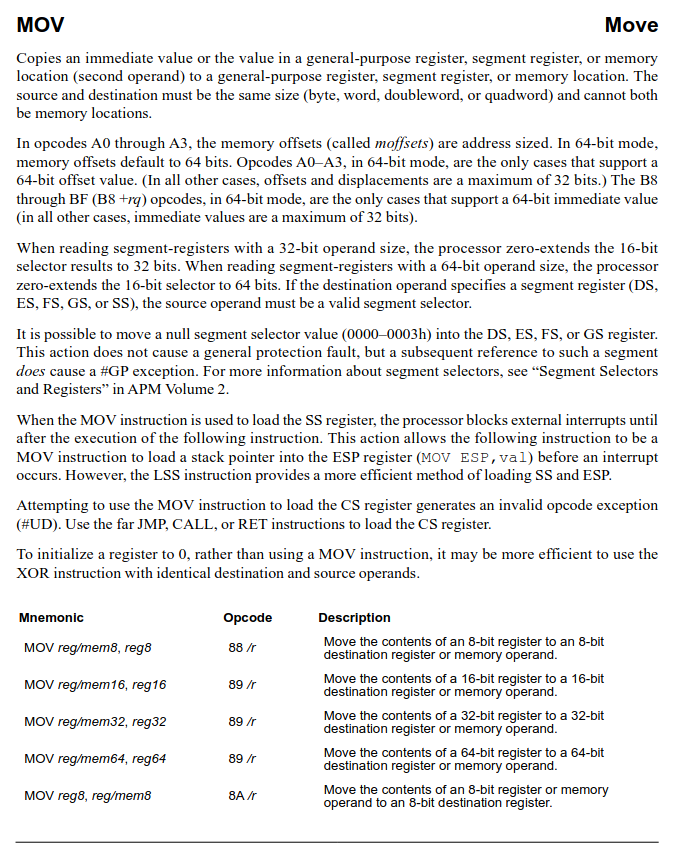 MOV Move
Copies an immediate value or the value in a general-purpose register, segment register, or memory
location (second operand) to a general-purpose register, segment register, or memory location. The
source and destination must be the same size (byte, word, doubleword, or quadword) and cannot both
be memory locations.
In opcodes A0 through A3, the memory offsets (called moffsets) are address sized. In 64-bit mode,
memory offsets default to 64 bits. Opcodes A0–A3, in 64-bit mode, are the only cases that support a
64-bit offset value. (In all other cases, offsets and displacements are a maximum of 32 bits.) The B8
through BF (B8 +rq) opcodes, in 64-bit mode, are the only cases that support a 64-bit immediate value
(in all other cases, immediate values are a maximum of 32 bits).
When reading segment-registers with a 32-bit operand size, the processor zero-extends the 16-bit
selector results to 32 bits. When reading segment-registers with a 64-bit operand size, the processor
zero-extends the 16-bit selector to 64 bits. If the destination operand specifies a segment register (DS,
ES, FS, GS, or SS), the source operand must be a valid segment selector.
It is possible to move a null segment selector value (0000–0003h) into the DS, ES, FS, or GS register.
This action does not cause a general protection fault, but a subsequent reference to such a segment
does cause a #GP exception. For more information about segment selectors, see “Segment Selectors
and Registers” in APM Volume 2.
When the MOV instruction is used to load the SS register, the processor blocks external interrupts until
after the execution of the following instruction. This action allows the following instruction to be a
MOV instruction to load a stack pointer into the ESP register (MOV ESP,val) before an interrupt
occurs. However, the LSS instruction provides a more efficient method of loading SS and ESP.
Attempting to use the MOV instruction to load the CS register generates an invalid opcode exception
(#UD). Use the far JMP, CALL, or RET instructions to load the CS register.
To initialize a register to 0, rather than using a MOV instruction, it may be more efficient to use the
XOR instruction with identical destination and source operands.
Mnemonic Opcode Description
MOV reg/mem8, reg8 88 /r Move the contents of an 8-bit register to an 8-bit
destination register or memory operand.
MOV reg/mem16, reg16 89 /r Move the contents of a 16-bit register to a 16-bit
destination register or memory operand.
MOV reg/mem32, reg32 89 /r Move the contents of a 32-bit register to a 32-bit
destination register or memory operand.
MOV reg/mem64, reg64 89 /r Move the contents of a 64-bit register to a 64-bit
destination register or memory operand.
MOV reg8, reg/mem8 8A /r Move the contents of an 8-bit register or memory
operand to an 8-bit destination register.